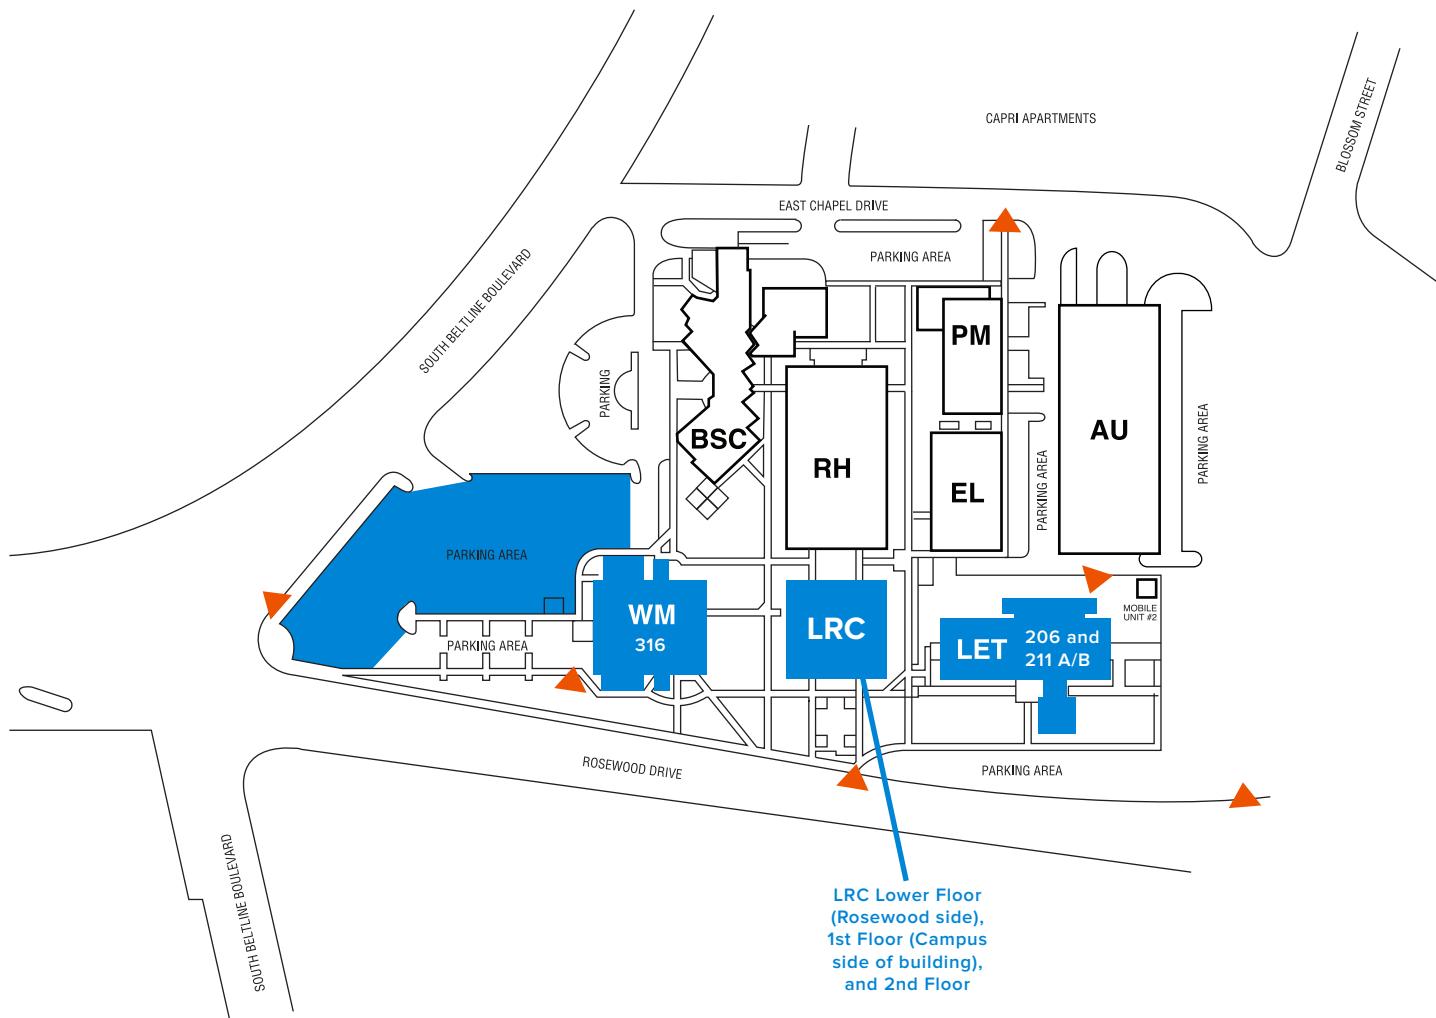 CAPRI APARTMENTS
BLOSSOM STREET
EAST CHAPEL DRIVE
PARKING AREA
SOUTH BELTLINE BOULEVARD
PM
PARKING
AU
PARKING AREA
BSC
RH
EL
PARKING AREA
PARKING AREA
WM
316
LRC
LET
206 and
211 A/B
MOBILE
UNIT #2
PARKING AREA
ROSEWOOD DRIVE
PARKING AREA
SOUTH BELTLINE BOULEVARD
LRC Lower Floor
(Rosewood side),
1st Floor (Campus
side of building),
and 2nd Floor